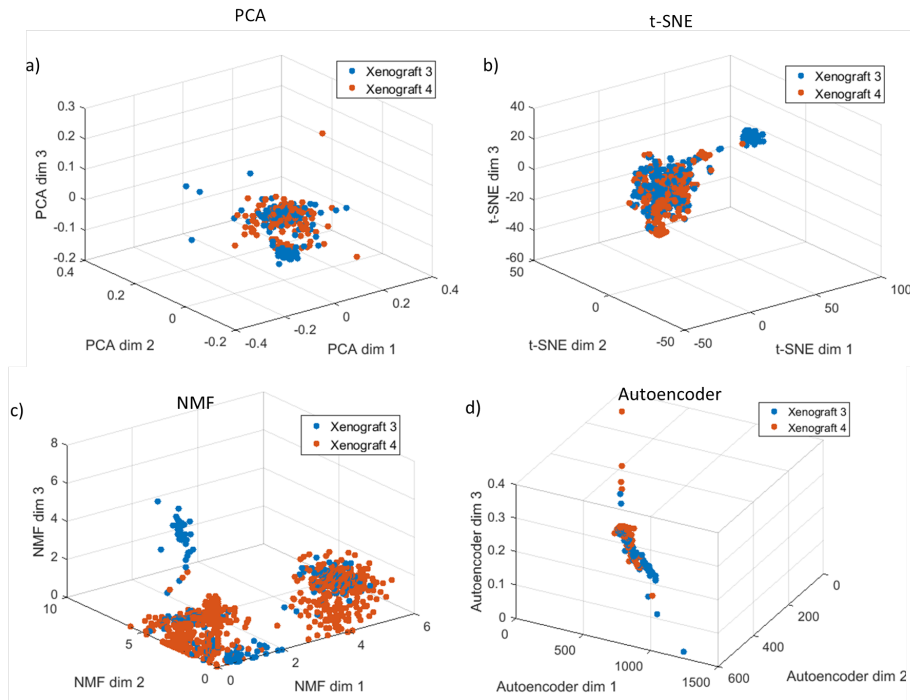 PCA
t-SNE
a)
Xenograft 3
Xenograft 4
0.3
0.2
0.1
0
-0.1
-0.2
PCA dim 3
0.4
0.2
0
-0.2
PCA dim 2
-0.4
-0.2
0
0.2
0.4
PCA dim 1
b)
Xenograft 3
Xenograft 4
40
20
0
-20
-40
-60
t-SNE dim 3
50
0
-50
t-SNE dim 2
-50
0
50
100
t-SNE dim 1
c)
NMF
Xenograft 3
Xenograft 4
8
6
4
2
0
NMF dim 3
10
5
0
NMF dim 2
0
2
4
6
NMF dim 1
d)
Autoencoder
Xenograft 3
Xenograft 4
0.4
0.3
0.2
0.1
0
Autoencoder dim 3
0
500
1000
1500
Autoencoder dim 1
600
400
200
0
Autoencoder dim 2